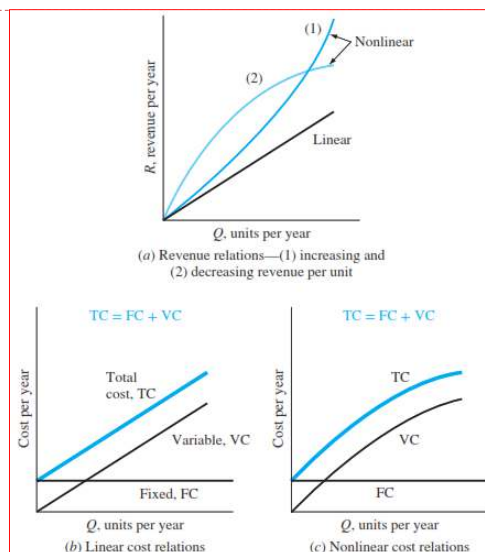 (1)
Nonlinear
(2)
Linear
R, revenue per year
Q, units per year
(a) Revenue relations—(1) increasing and
(2) decreasing revenue per unit
TC = FC + VC
Total
cost, TC
Variable, VC
Fixed, FC
Cost per year
Q, units per year
(b) Linear cost relations
TC = FC + VC
TC
VC
FC
Cost per year
Q, units per year
(c) Nonlinear cost relations